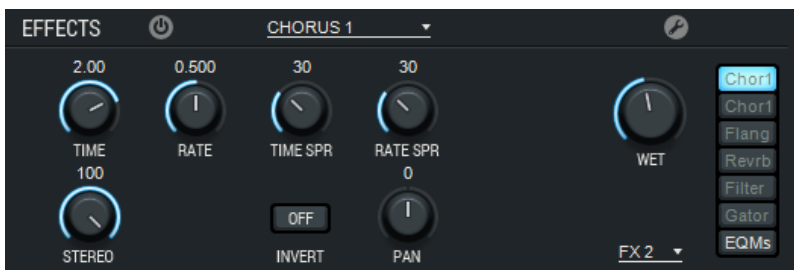 EFFECTS CHORUS 1
2.00 0.500 30 30
TIME RATE TIME SPR RATE SPR WET
100 0
OFF
STEREO INVERT PAN FX 2
Chor1
Chor1
Flang
Revrb
Filter
Gator
EQMs